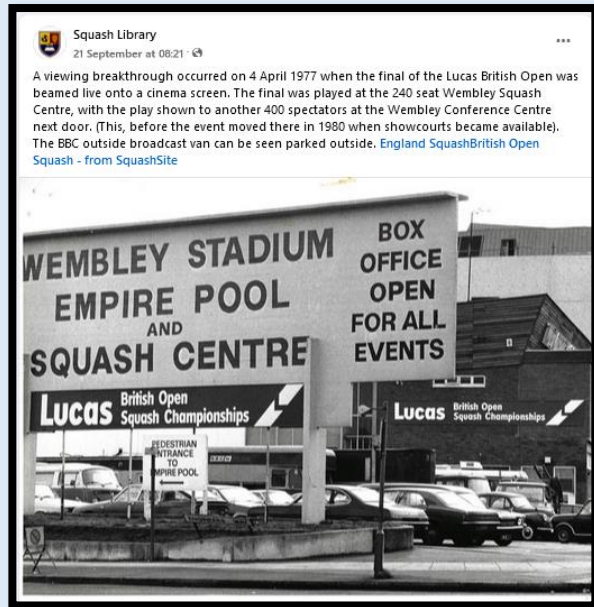 Squash Library
21 September at 08:21 ·
A viewing breakthrough occurred on 4 April 1977 when the final of the Lucas British Open was
beamed live onto a cinema screen. The final was played at the 240 seat Wembley Squash
Centre, with the play shown to another 400 spectators at the Wembley Conference Centre
next door. (This, before the event moved there in 1980 when showcourts became available).
The BBC outside broadcast van can be seen parked outside. England SquashBritish Open
Squash - from SquashSite
WEMBLEY STADIUM
EMPIRE POOL
AND
SQUASH CENTRE
BOX
OFFICE
OPEN
FOR ALL
EVENTS
Lucas British Open
Squash Championships
Lucas British Open
Squash Championships
PEDESTRIAN
ENTRANCE
TO
EMPIRE POOL